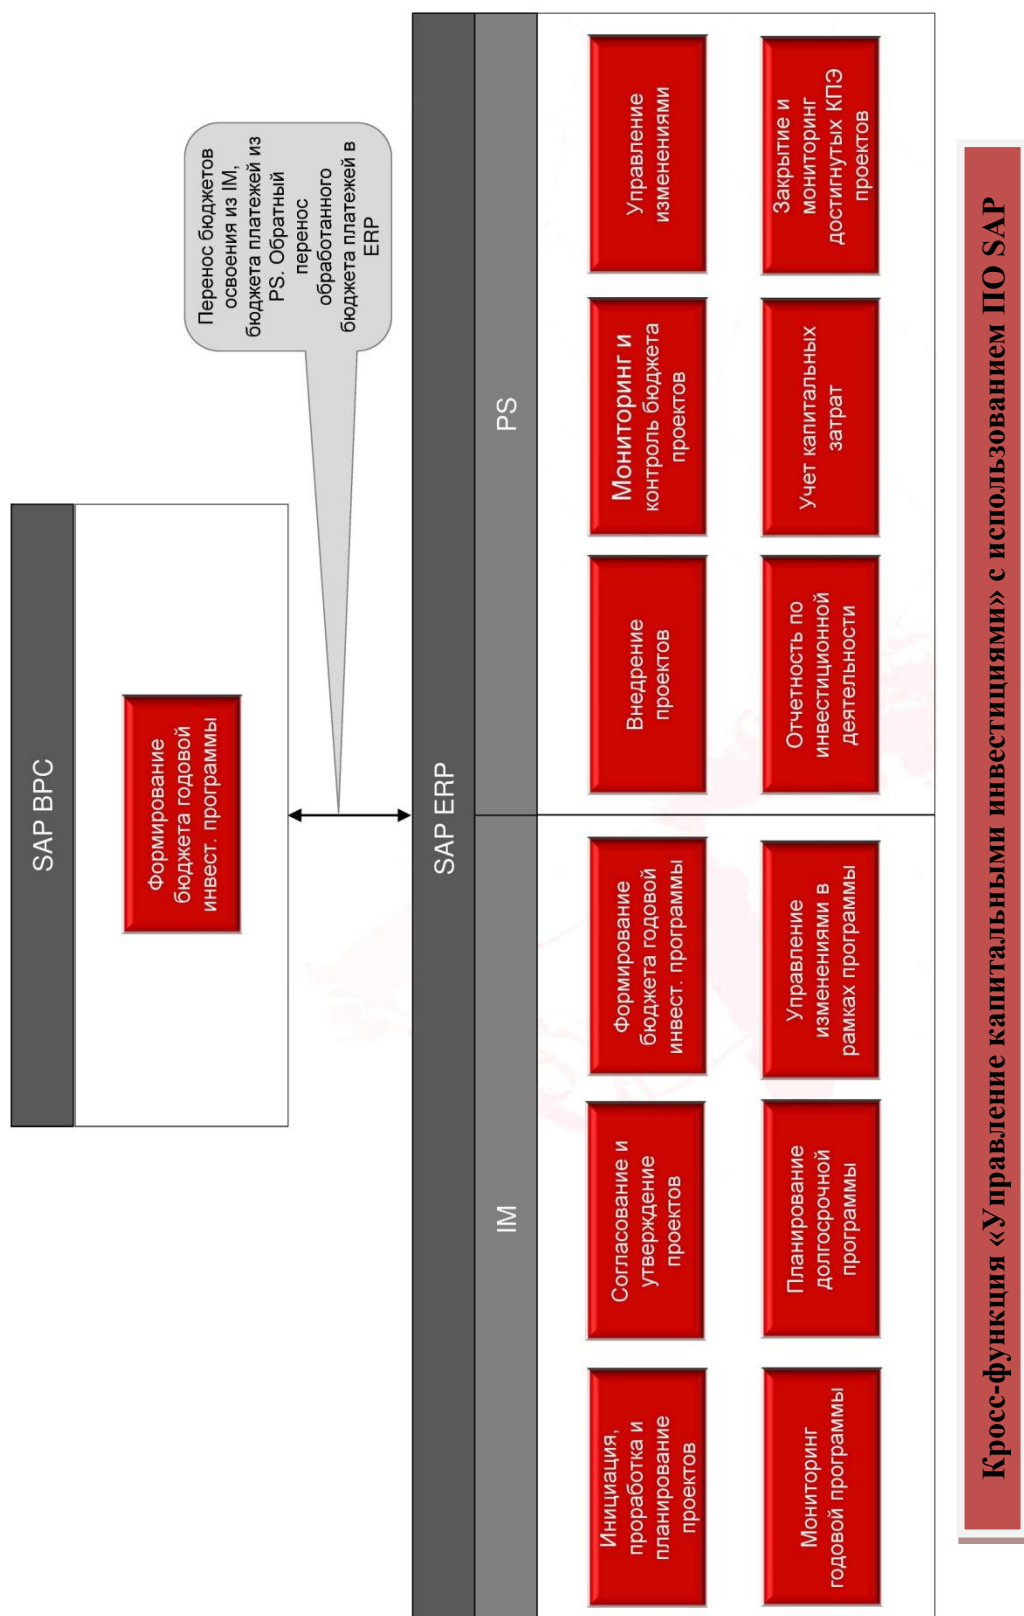 SAP BPC
Формирование
бюджета годовой
инвест. программы
Перенос бюджетов
освоения из IM,
бюджета платежей из
PS. Обратный
перенос
обработанного
бюджета платежей в
ERP
SAP ERP
IM
PS
Инициация,
проработка и
планирование
проектов
Согласование и
утверждение
проектов
Формирование
бюджета годовой
инвест. программы
Внедрение
проектов
Мониторинг и
контроль бюджета
проектов
Управление
изменениями
Мониторинг
годовой программы
Планирование
долгосрочной
программы
Управление
изменениями в
рамках программы
Отчетность по
инвестиционной
деятельности
Учет капитальных
затрат
Закрытие и
мониторинг
достигнутых КПЭ
проектов
Кросс-функция «Управление капитальными инвестициями» с использованием ПО SAP